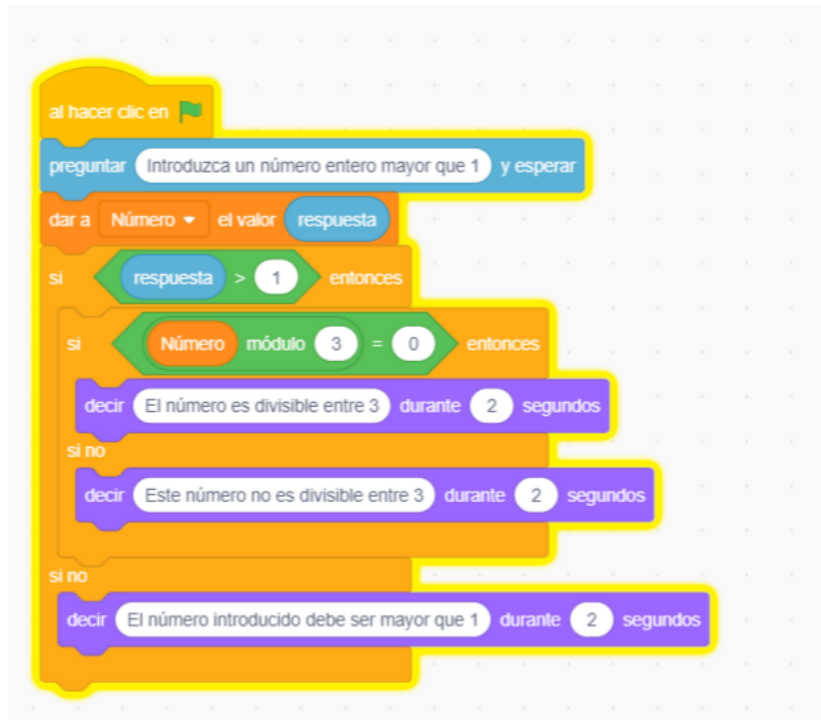 al hacer clic en
preguntar Introduzca un número entero mayor que 1 y esperar
dar a Número el valor respuesta
si respuesta > 1 entonces
si Número módulo 3 = 0 entonces
decir El número es divisible entre 3 durante 2 segundos
si no
decir Este número no es divisible entre 3 durante 2 segundos
si no
decir El número introducido debe ser mayor que 1 durante 2 segundos